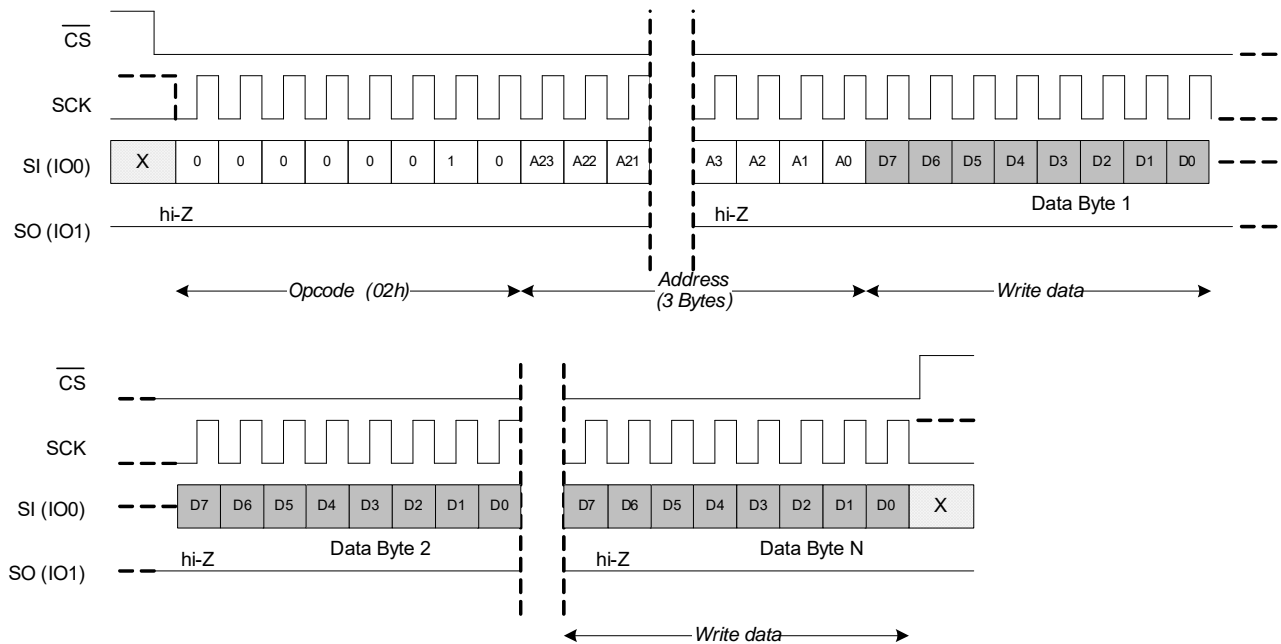 CS
SCK
SI (IO0) X 0 0 0 0 0 0 1 0 A23 A22 A21 A3 A2 A1 A0 D7 D6 D5 D4 D3 D2 D1 D0
hi-Z hi-Z Data Byte 1
SO (IO1)
Opcode (02h) Address Write data
(3 Bytes)
CS
SCK
SI (IO0) D7 D6 D5 D4 D3 D2 D1 D0 D7 D6 D5 D4 D3 D2 D1 D0 X
hi-Z Data Byte 2 hi-Z Data Byte N
SO (IO1)
Write data